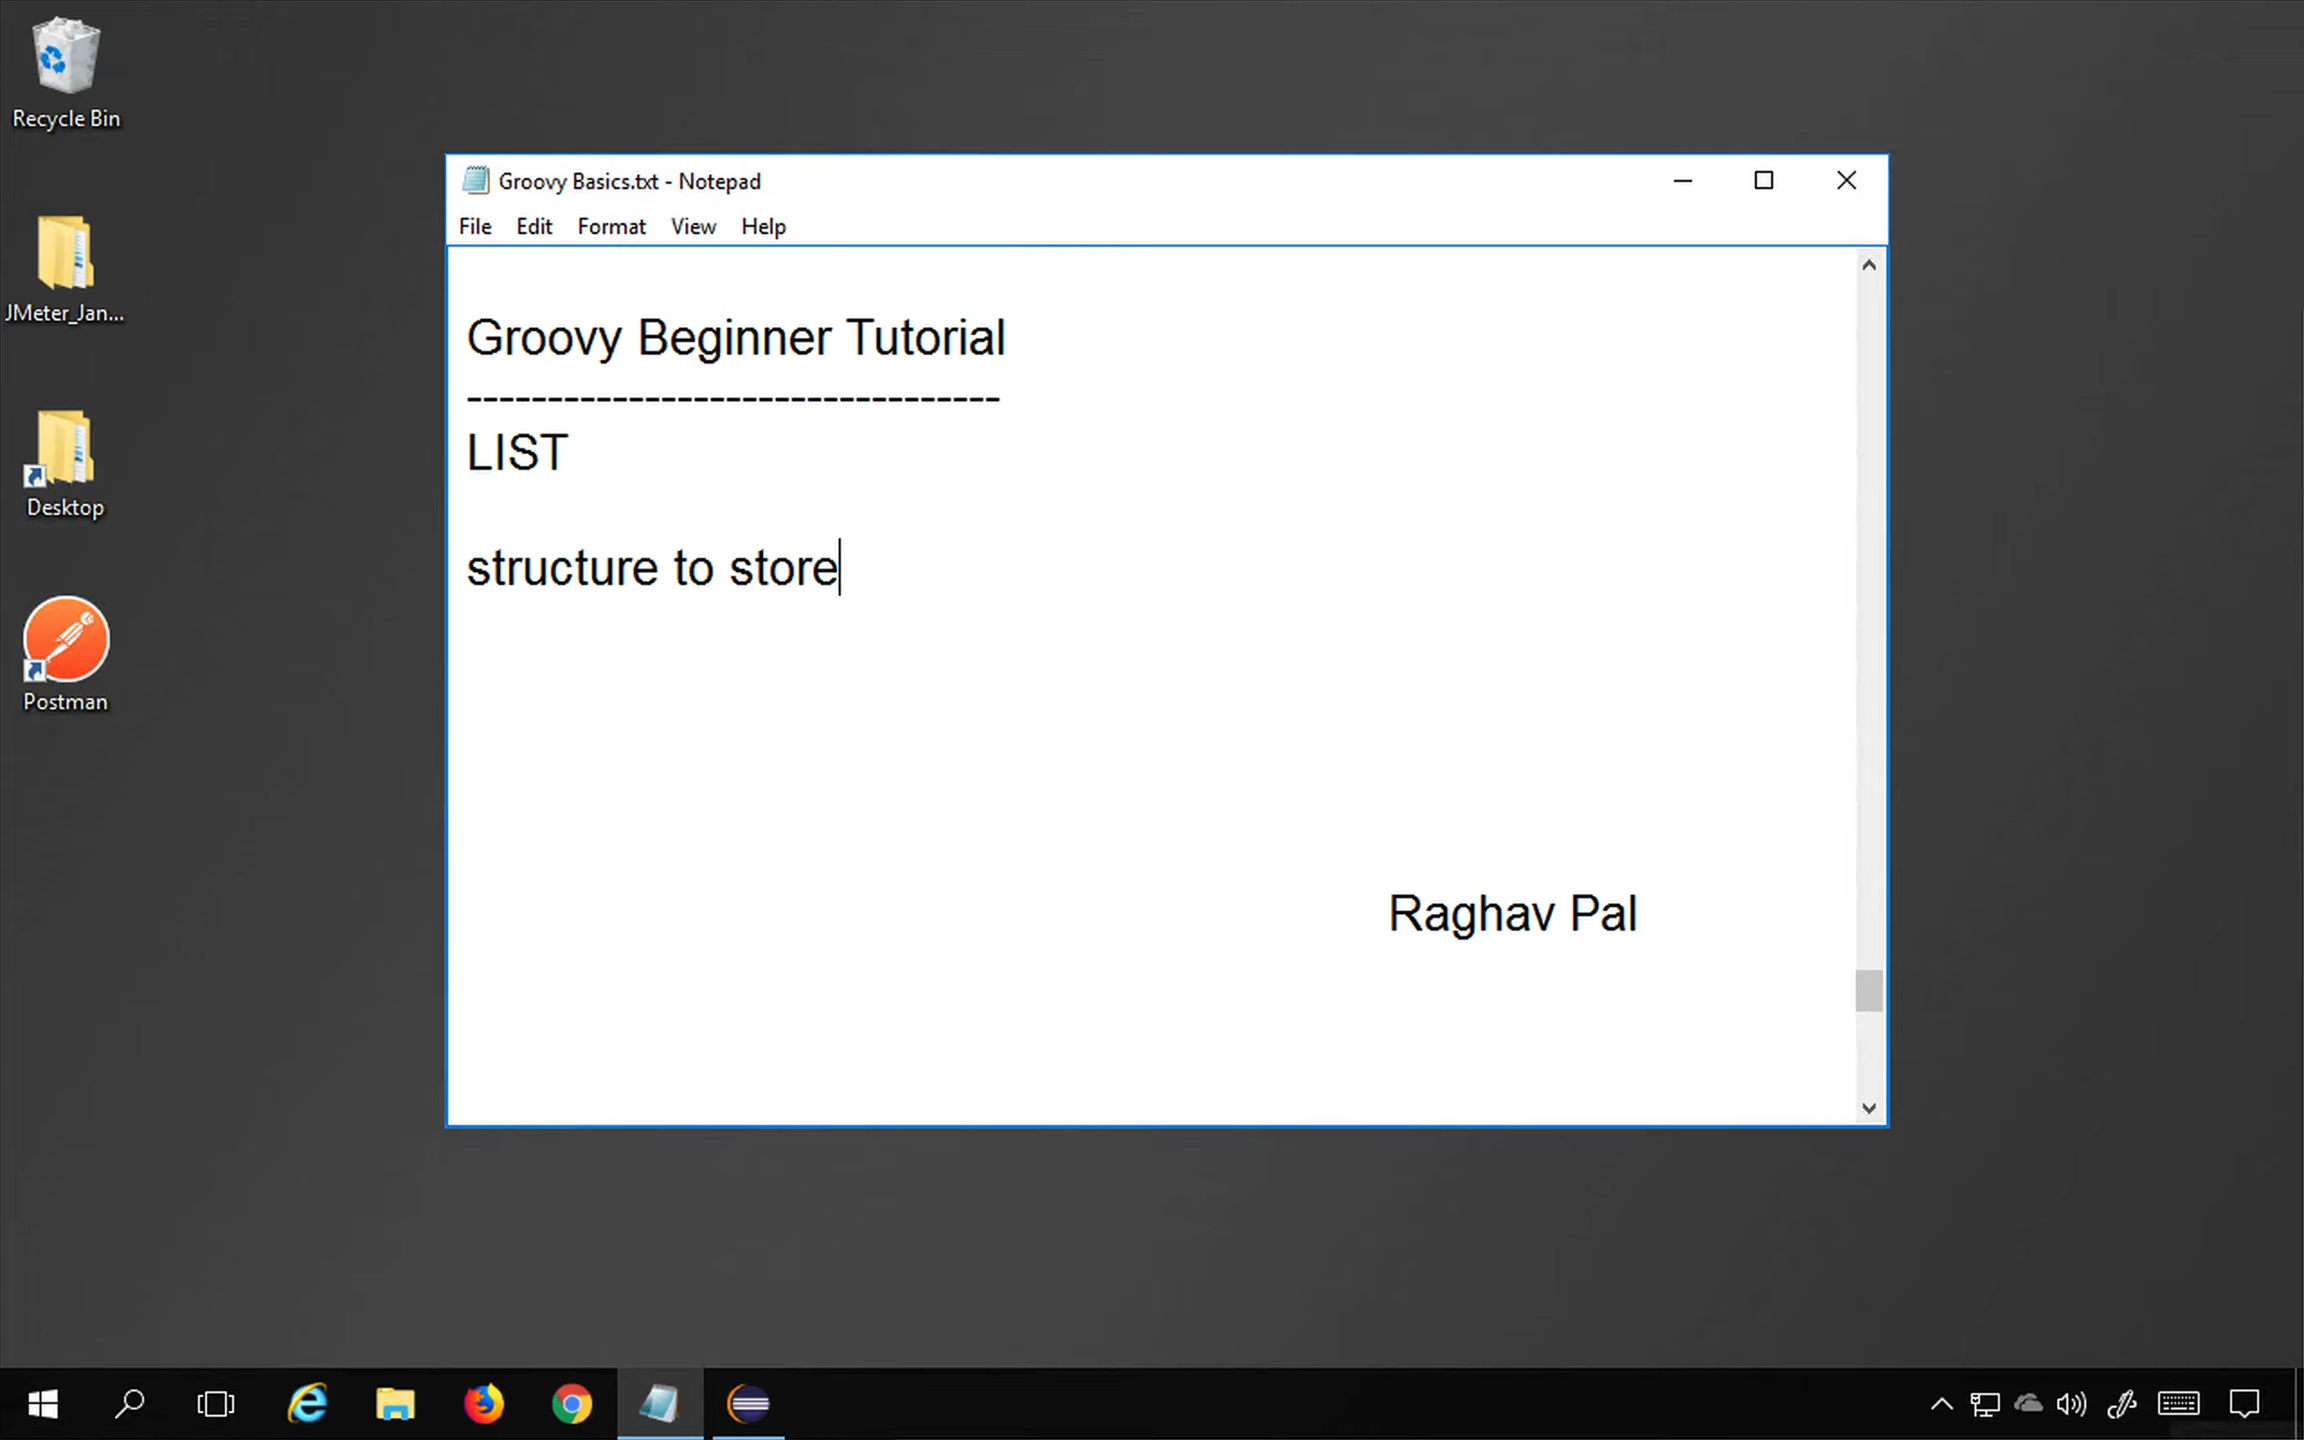 Recycle Bin
JMeter_Jan...
Desktop
Postman
Groovy Basics.txt - Notepad
File Edit Format View Help
Groovy Beginner Tutorial
---------------------------------
LIST
structure to store
Raghav Pal